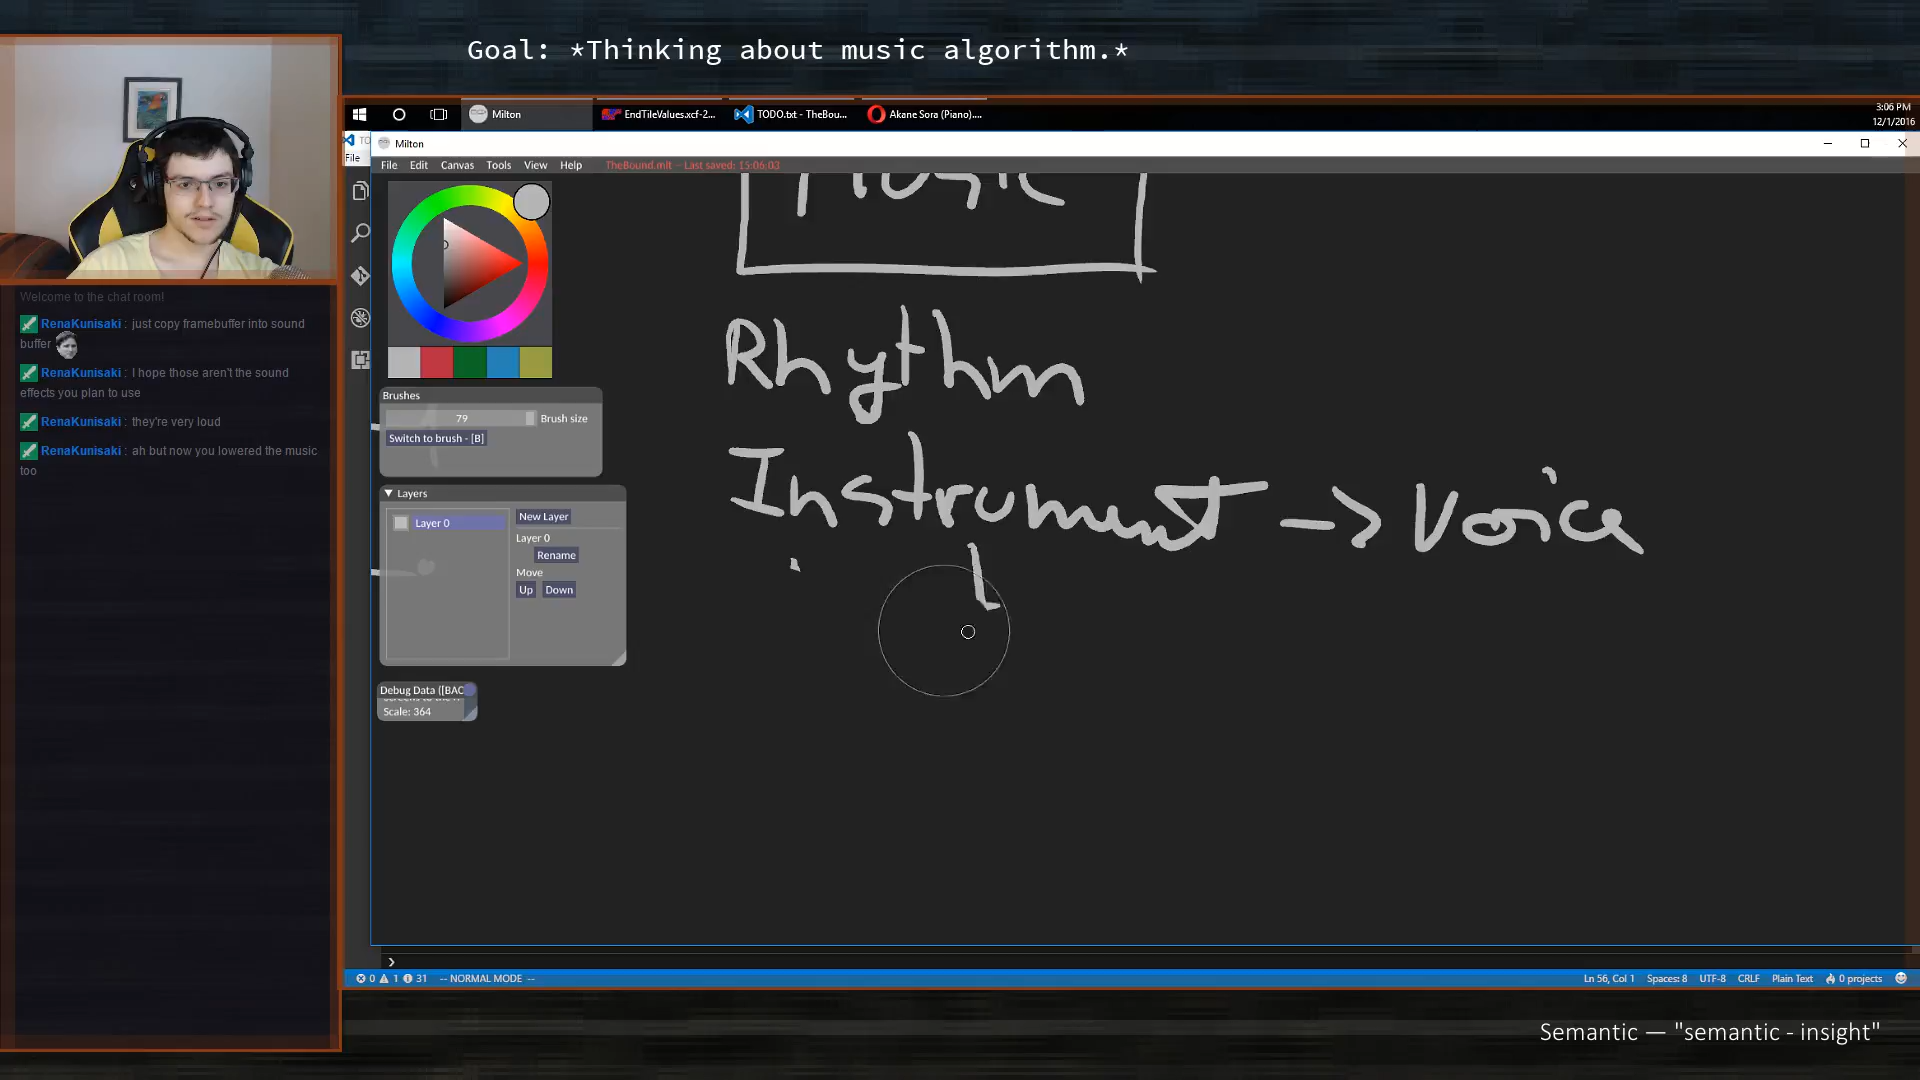 Goal: *Thinking about music algorithm.*
Milton
EndTileValues.xcf-2...
TODO.txt - TheBou...
Akane Sora (Piano)....
3:06 PM
12/1/2016
TO
File
Milton
File Edit Canvas Tools View Help
TheBound.mlt -- Last saved: 15:06:03
Music
Welcome to the chat room!
RenaKunisaki : just copy framebuffer into sound
buffer
RenaKunisaki : I hope those aren't the sound
effects you plan to use
RenaKunisaki : they're very loud
RenaKunisaki : ah but now you lowered the music
too
Brushes
79 Brush size
Switch to brush - [B]
Layers
Layer 0
New Layer
Layer 0
Rename
Move
Up Down
Debug Data ([BAC
Scale: 364
Rhythm
Instrument -> Voice
0 1 31 -- NORMAL MODE --
Ln 56, Col 1 Spaces: 8 UTF-8 CRLF Plain Text 0 projects
Semantic — "semantic - insight"